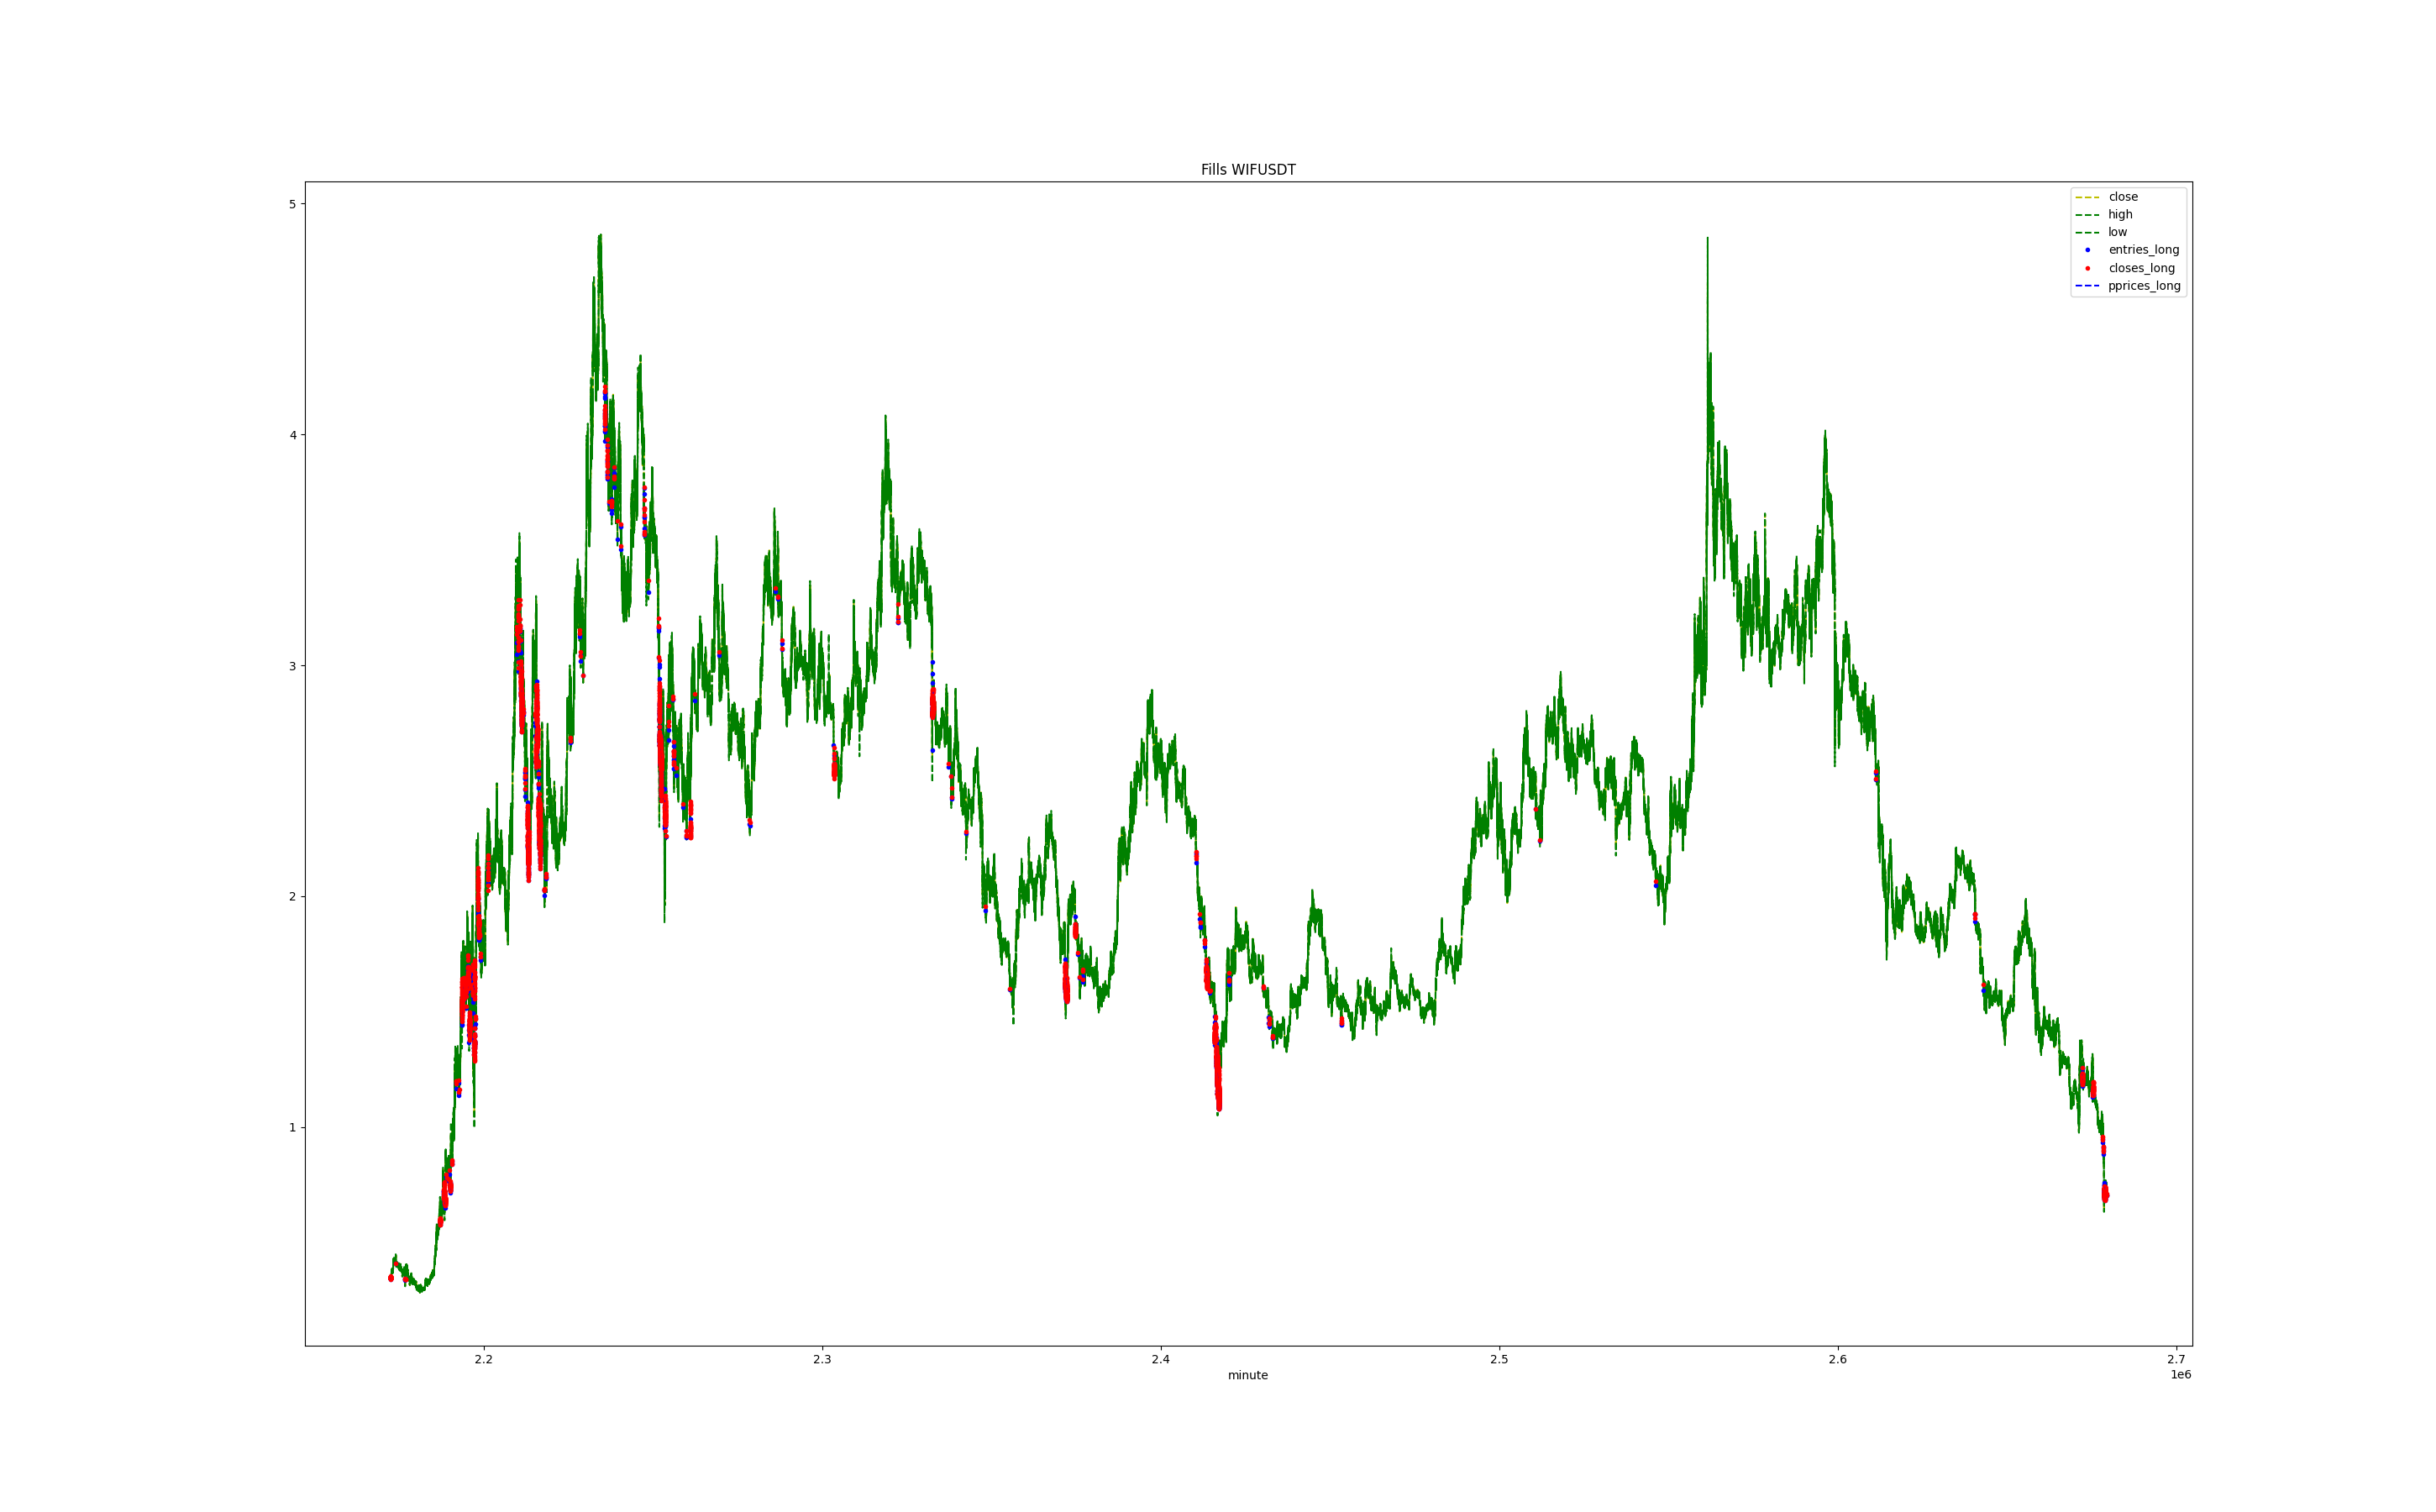 Fills WIFUSDT
close
high
low
entries_long
closes_long
pprices_long
5
4
3
2
1
2.2 2.3 2.4 2.5 2.6 2.7
1e6
minute